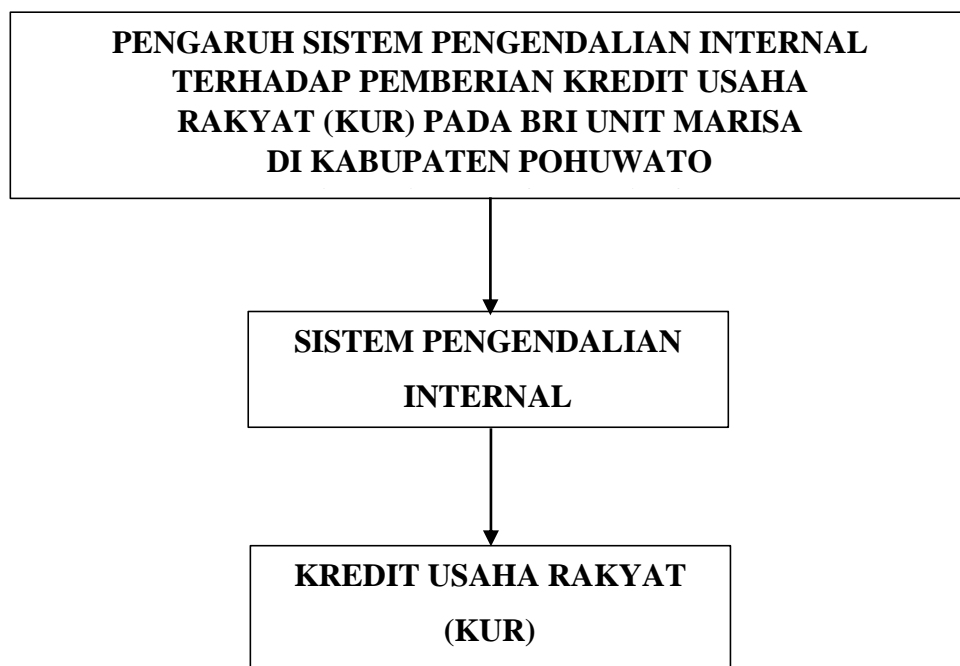 PENGARUH SISTEM PENGENDALIAN INTERNAL
TERHADAP PEMBERIAN KREDIT USAHA
RAKYAT (KUR) PADA BRI UNIT MARISA
DI KABUPATEN POHUWATO
SISTEM PENGENDALIAN
INTERNAL
KREDIT USAHA RAKYAT
(KUR)